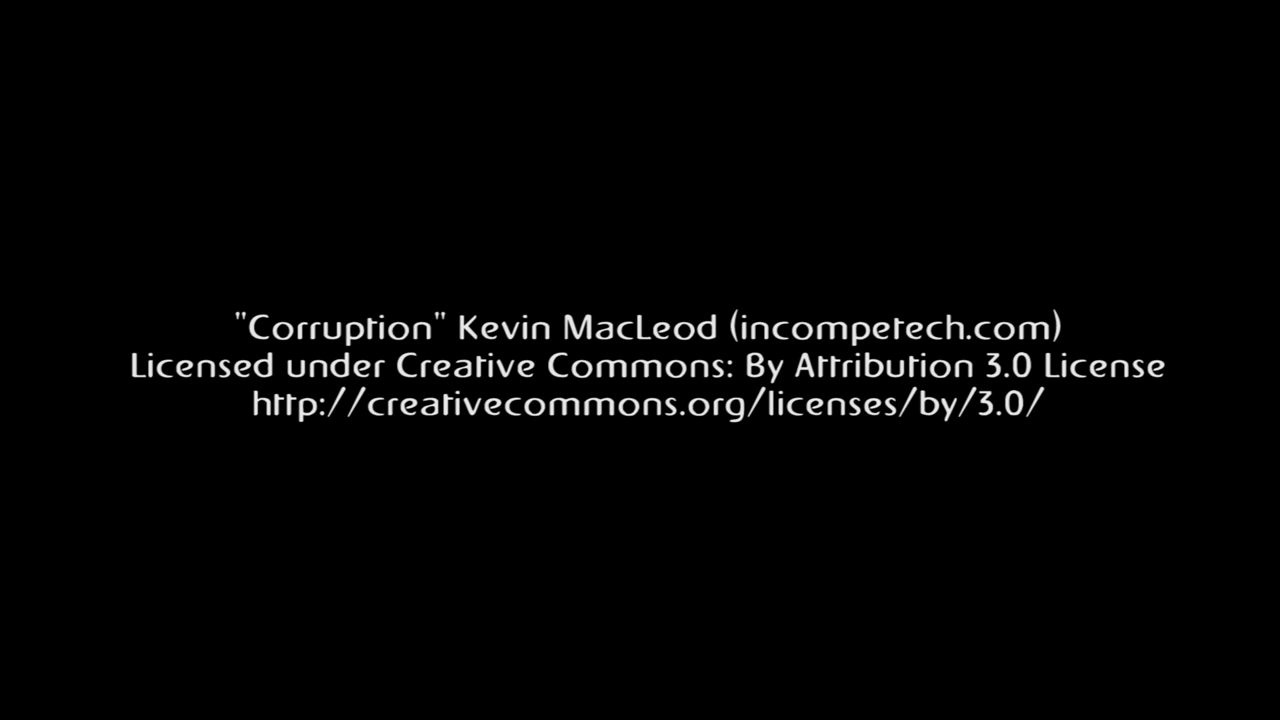 "Corruption" Kevin MacLeod (incompetech.com)
Licensed under Creative Commons: By Attribution 3.0 License
http://creativecommons.org/licenses/by/3.0/